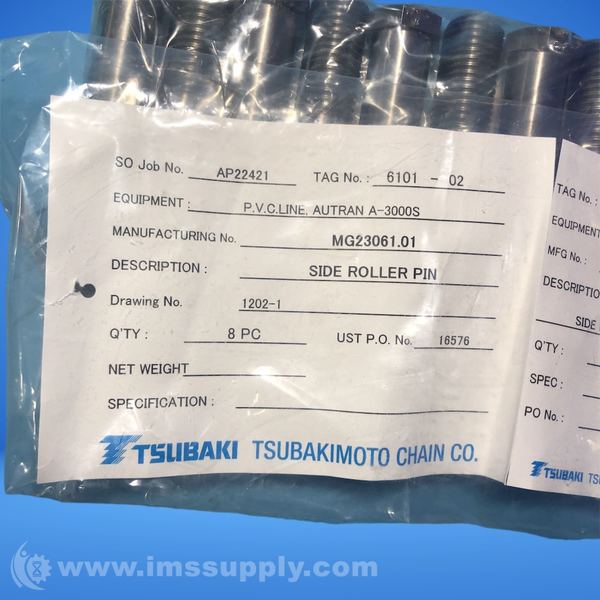 SO Job No. AP22421 TAG No. : 6101 - 02
EQUIPMENT : P.V.C.LINE, AUTRAN A-3000S
MANUFACTURING No. MG23061.01
DESCRIPTION : SIDE ROLLER PIN
Drawing No. 1202-1
Q'TY : 8 PC UST P.O. No. 16576
NET WEIGHT
SPECIFICATION :
TSUBAKI TSUBAKIMOTO CHAIN CO.
TAG No. :
EQUIPMENT
MFG No. :
DESCRIPTIO
SIDE
Q'TY :
SPEC :
PO No. :
TSUBAKI TS
www.imssupply.com